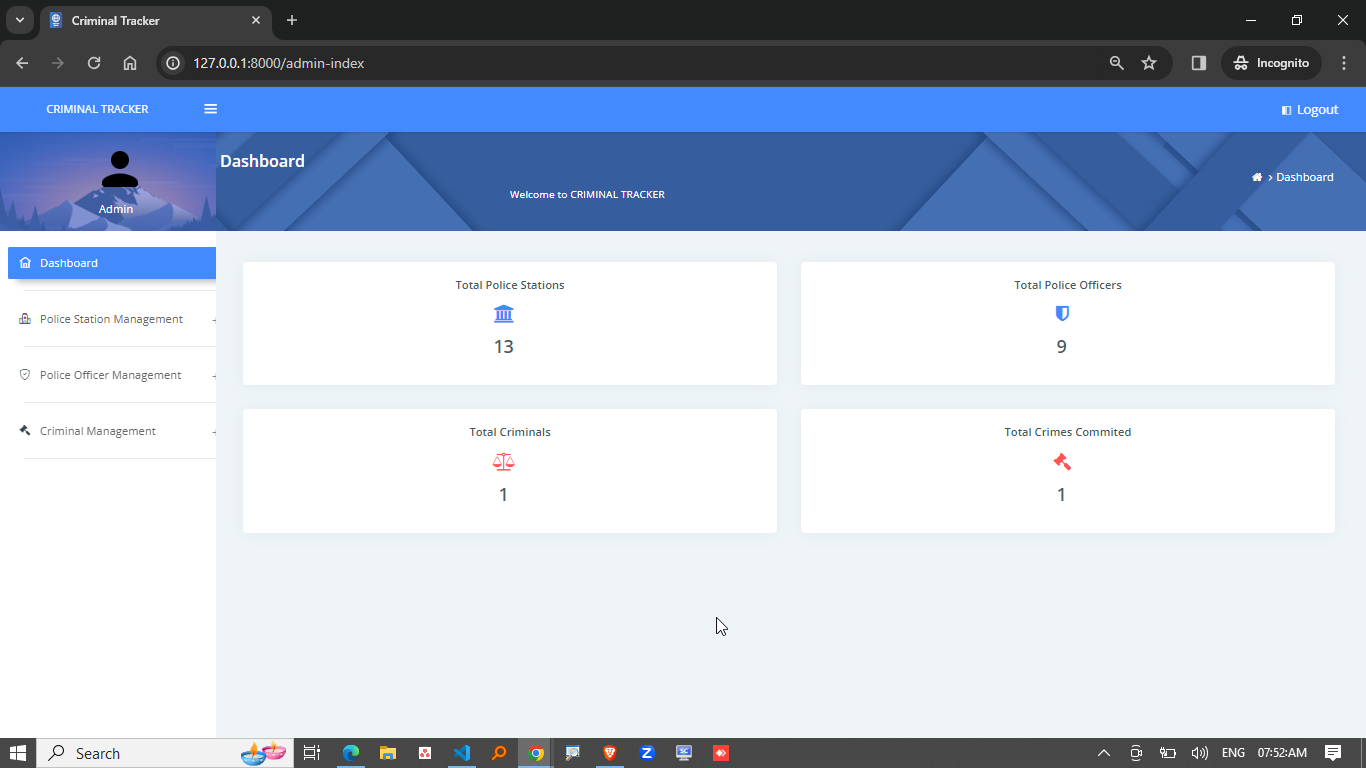 Criminal Tracker
127.0.0.1:8000/admin-index
Incognito
CRIMINAL TRACKER
Logout
Admin
Dashboard
Welcome to CRIMINAL TRACKER
Dashboard
Dashboard
Police Station Management
Police Officer Management
Criminal Management
Total Police Stations
13
Total Police Officers
9
Total Criminals
1
Total Crimes Commited
1
Search
ENG
07:52:AM